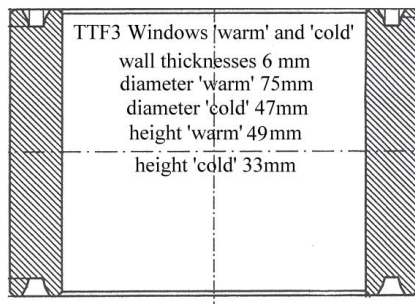 TTF3 Windows 'warm' and 'cold'
wall thicknesses 6 mm
diameter 'warm' 75mm
diameter 'cold' 47mm
height 'warm' 49mm
height 'cold' 33mm